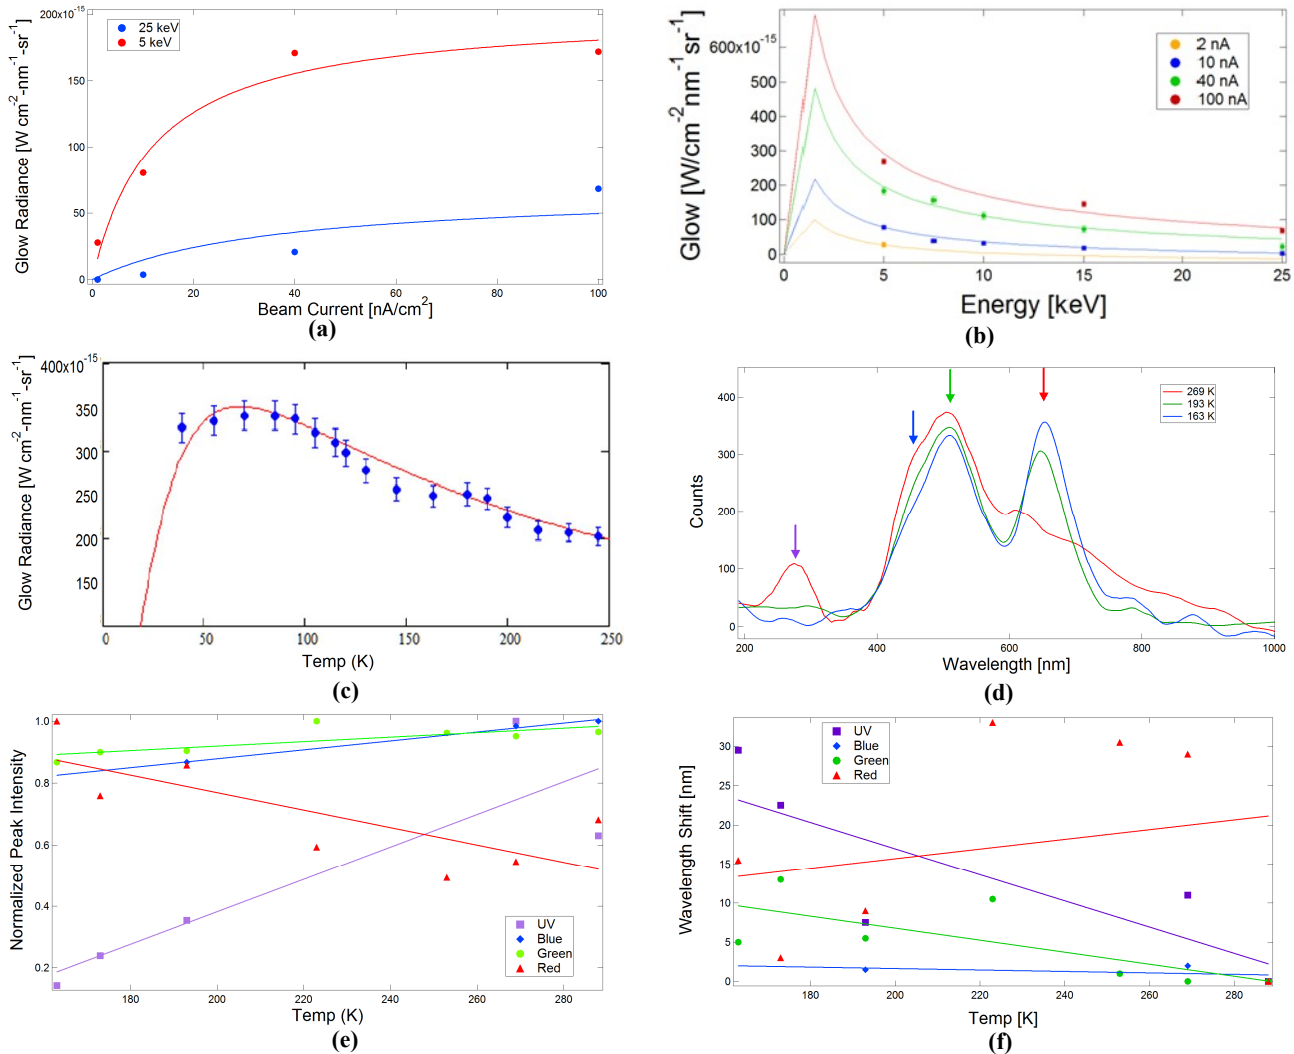 200x10⁻¹⁵
150
100
50
0
0
20
40
60
80
100
25 keV
5 keV
Glow Radiance [W cm⁻²-nm⁻¹-sr⁻¹]
Beam Current [nA/cm²]
(a)
600x10⁻¹⁵
500
400
300
200
100
0
0
5
10
15
20
25
2 nA
10 nA
40 nA
100 nA
Glow [W/cm⁻²nm⁻¹sr⁻¹]
Energy [keV]
(b)
400x10⁻¹⁵
350
300
250
200
150
0
50
100
150
200
250
Glow Radiance [W cm⁻²-nm⁻¹-sr⁻¹]
Temp (K)
(c)
400
300
200
100
0
200
400
600
800
1000
269 K
193 K
163 K
Counts
Wavelength [nm]
(d)
1.0
0.8
0.6
0.4
0.2
180
200
220
240
260
280
UV
Blue
Green
Red
Normalized Peak Intensity
Temp (K)
(e)
30
25
20
15
10
5
0
180
200
220
240
260
280
UV
Blue
Green
Red
Wavelength Shift [nm]
Temp [K]
(f)